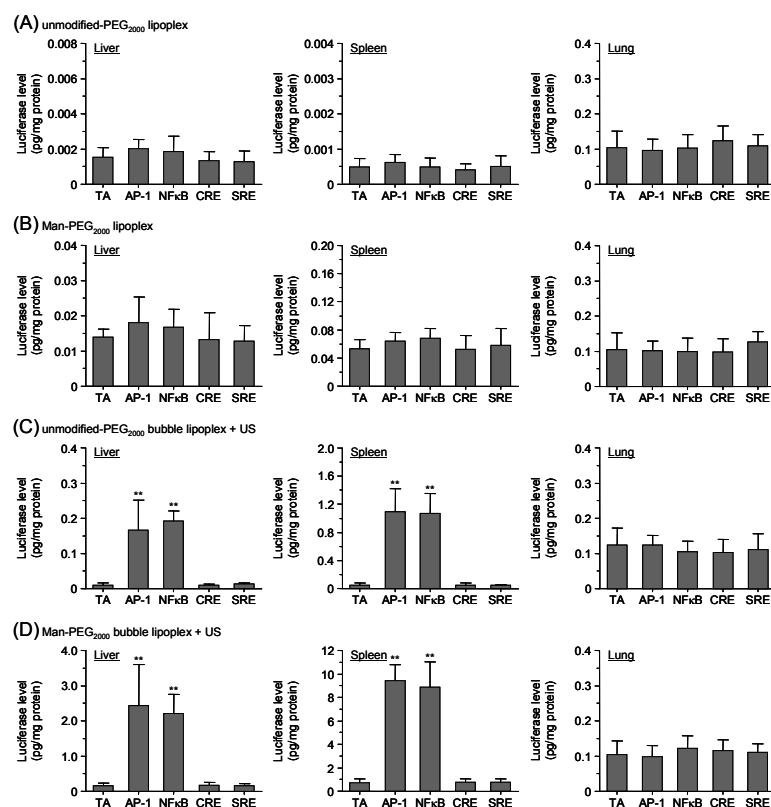 (A) unmodified-PEG2000 lipoplex
Liver
Luciferase level
(pg/mg protein)
0.008
0.006
0.004
0.002
0
TA AP-1 NFκB CRE SRE
Spleen
Luciferase level
(pg/mg protein)
0.004
0.003
0.002
0.001
0
TA AP-1 NFκB CRE SRE
Lung
Luciferase level
(pg/mg protein)
0.4
0.3
0.2
0.1
0
TA AP-1 NFκB CRE SRE
(B) Man-PEG2000 lipoplex
Liver
Luciferase level
(pg/mg protein)
0.04
0.03
0.02
0.01
0
TA AP-1 NFκB CRE SRE
Spleen
Luciferase level
(pg/mg protein)
0.20
0.16
0.12
0.08
0.04
0
TA AP-1 NFκB CRE SRE
Lung
Luciferase level
(pg/mg protein)
0.4
0.3
0.2
0.1
0
TA AP-1 NFκB CRE SRE
(C) unmodified-PEG2000 bubble lipoplex + US
Liver
Luciferase level
(pg/mg protein)
0.4
0.3
0.2
0.1
0
** **
TA AP-1 NFκB CRE SRE
Spleen
Luciferase level
(pg/mg protein)
2.1
1.8
1.5
1.2
0.9
0.6
0.3
0
** **
TA AP-1 NFκB CRE SRE
Lung
Luciferase level
(pg/mg protein)
0.4
0.3
0.2
0.1
0
TA AP-1 NFκB CRE SRE
(D) Man-PEG2000 bubble lipoplex + US
Liver
Luciferase level
(pg/mg protein)
4.0
3.0
2.0
1.0
0
** **
TA AP-1 NFκB CRE SRE
Spleen
Luciferase level
(pg/mg protein)
12
10
8
6
4
2
0
** **
TA AP-1 NFκB CRE SRE
Lung
Luciferase level
(pg/mg protein)
0.4
0.3
0.2
0.1
0
TA AP-1 NFκB CRE SRE